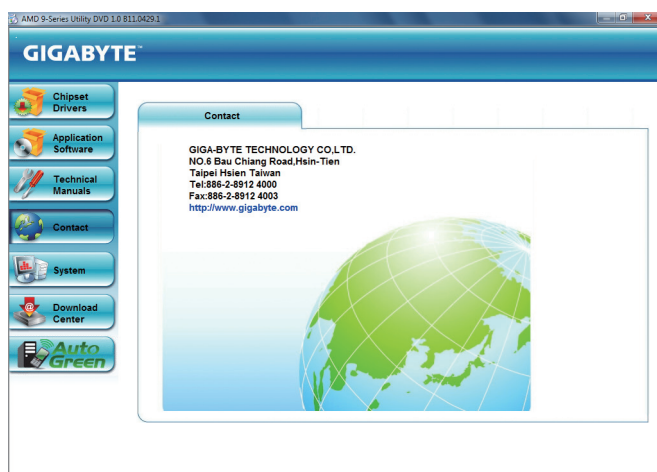 AMD 9-Series Utility DVD 1.0 B11.0429.1
GIGABYTE™
Chipset
Drivers
Application
Software
Technical
Manuals
Contact
System
Download
Center
Auto
Green
Contact
GIGA-BYTE TECHNOLOGY CO,LTD.
NO.6 Bau Chiang Road,Hsin-Tien
Taipei Hsien Taiwan
Tel:886-2-8912 4000
Fax:886-2-8912 4003
http://www.gigabyte.com